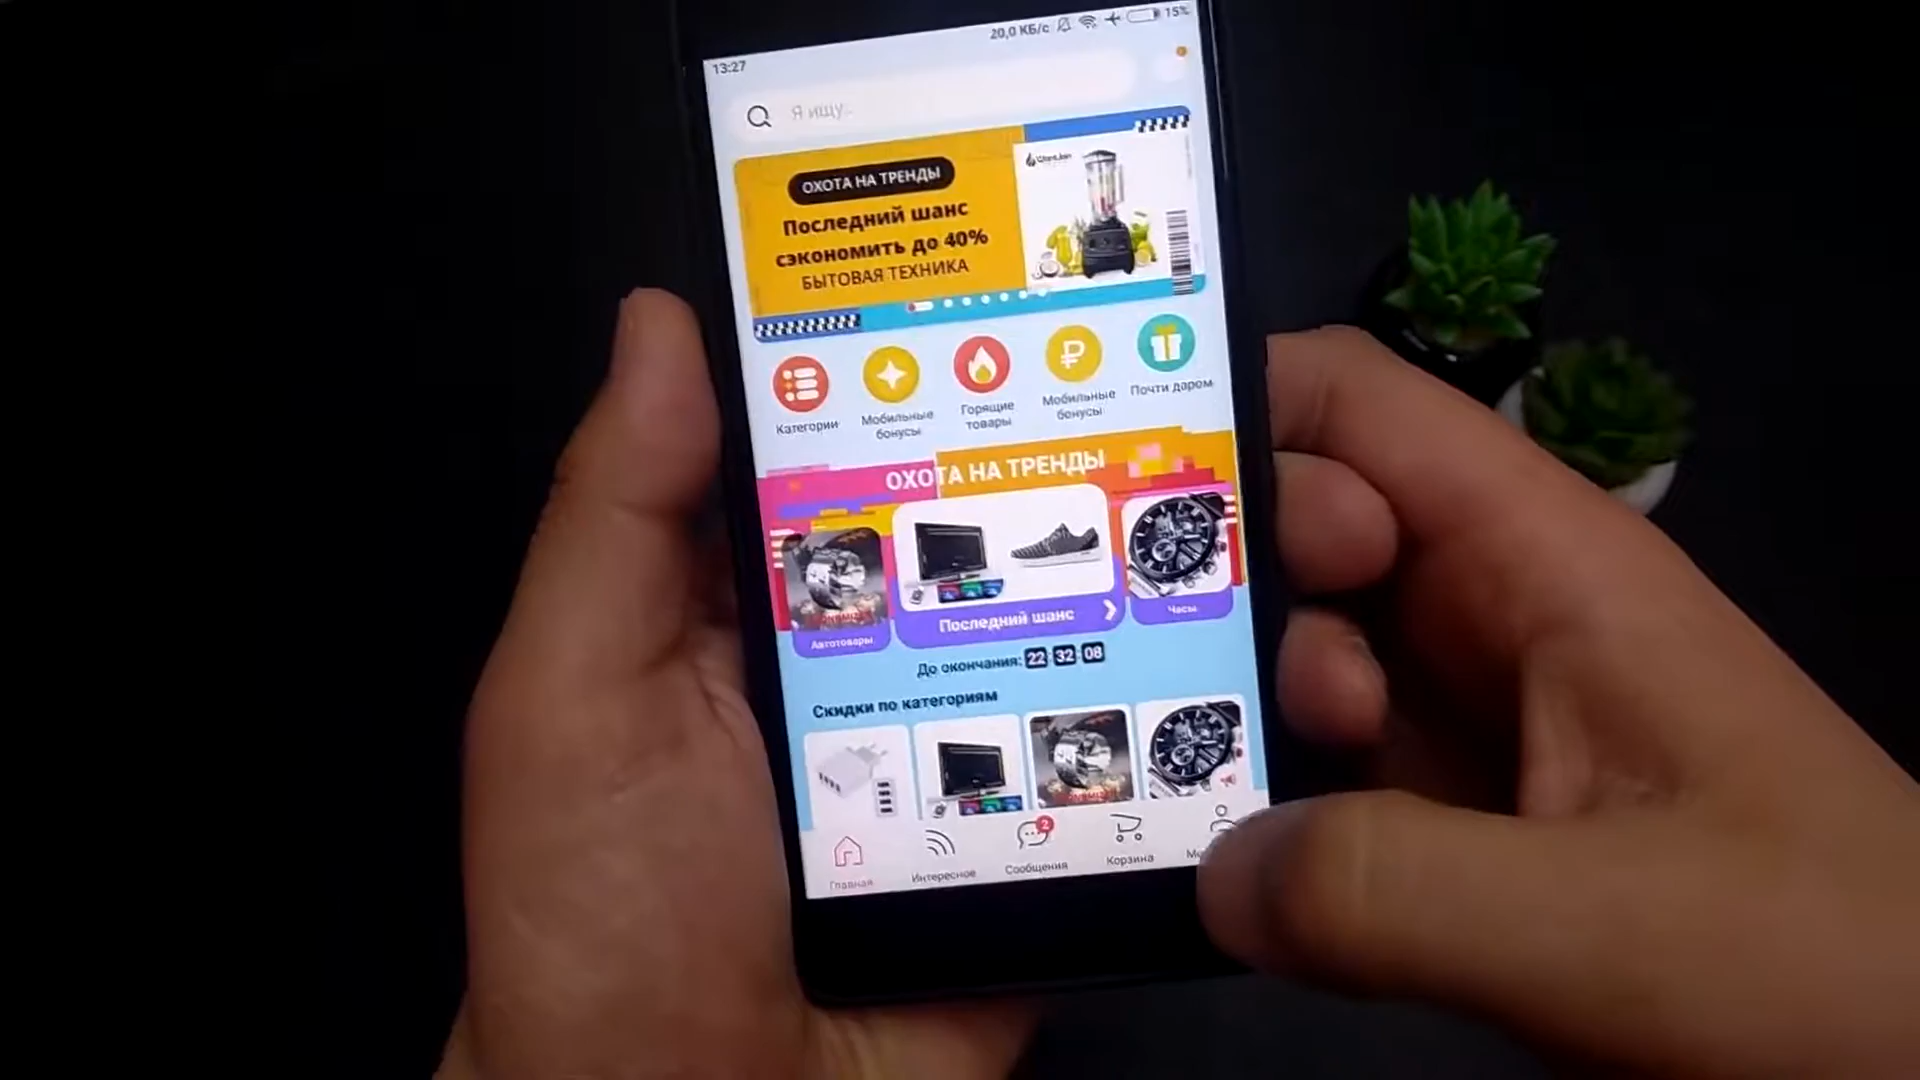 20,0 КБ/с
15%
13:27
Я ищу..
ОХОТА НА ТРЕНДЫ
Последний шанс
сэкономить до 40%
БЫТОВАЯ ТЕХНИКА
Категории
Мобильные
бонусы
Горящие
товары
Мобильные
бонусы
Почти даром
ОХОТА НА ТРЕНДЫ
Автотовары
Последний шанс
Часы
До окончания: 22 32 08
Скидки по категориям
2
Главная
Интересное
Сообщения
Корзина